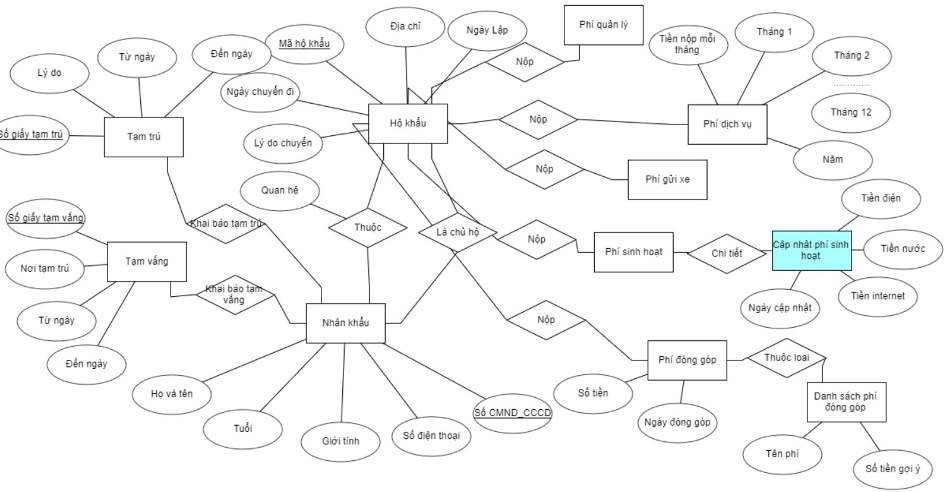 Phí quản lý
Địa chỉ
Ngày Lập
Mã hộ khẩu
Từ ngày
Đến ngày
Lý do
Tiền nộp mỗi
tháng
Tháng 1
Tháng 2
Nộp
Ngày chuyển đi
Hộ khẩu
Nộp
Phí dịch vụ
..............
Tháng 12
Số giấy tạm trú
Tạm trú
Lý do chuyển
Năm
Nộp
Phí gửi xe
Quan hệ
Tiền điện
Số giấy tạm vắng
Khai báo tạm trú
Thuộc
Là chủ hộ
Nộp
Phí sinh hoạt
Chi tiết
Cập nhật phí sinh
hoạt
Tiền nước
Tạm vắng
Nơi tạm trú
Khai báo tạm
vắng
Tiền internet
Ngày cập nhật
Từ ngày
Nhân khẩu
Nộp
Đến ngày
Phí đóng góp
Thuộc loại
Họ và tên
Số tiền
Danh sách phí
đóng góp
Số CMND_CCCD
Ngày đóng góp
Tuổi
Giới tính
Số điện thoại
Tên phí
Số tiền gợi ý